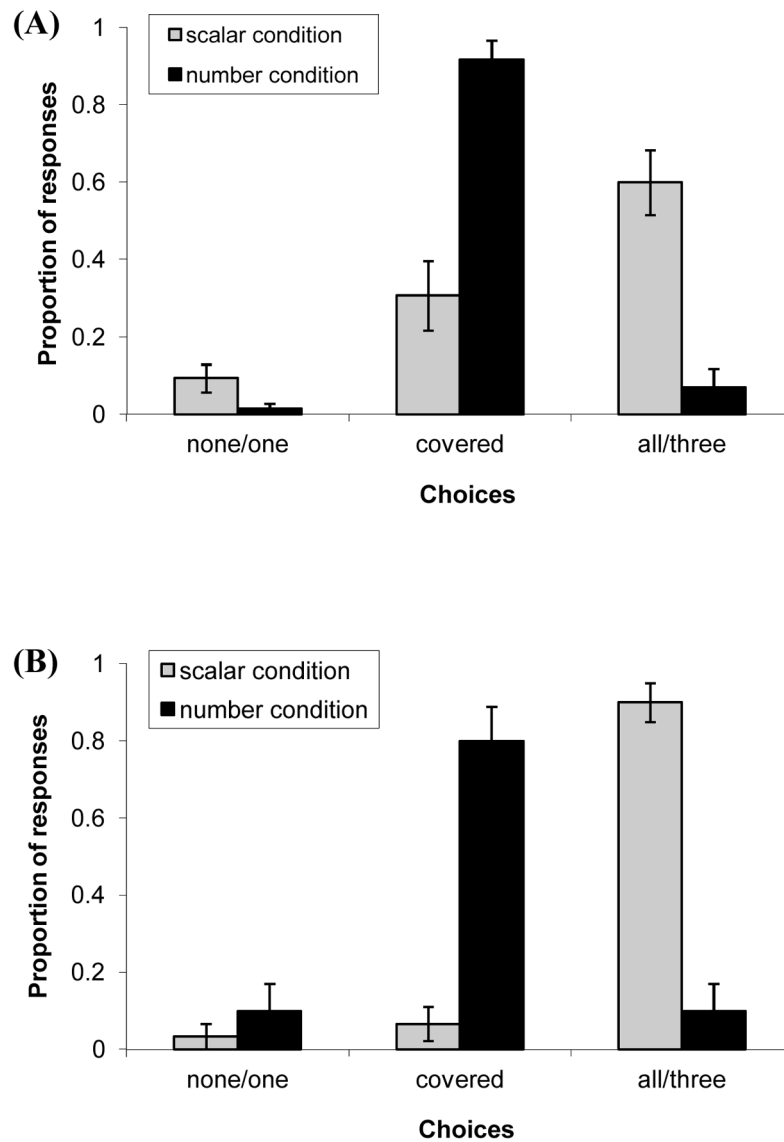 (A)
scalar condition
number condition
Proportion of responses
1
0.8
0.6
0.4
0.2
0
none/one covered all/three
Choices
(B)
scalar condition
number condition
Proportion of responses
1
0.8
0.6
0.4
0.2
0
none/one covered all/three
Choices